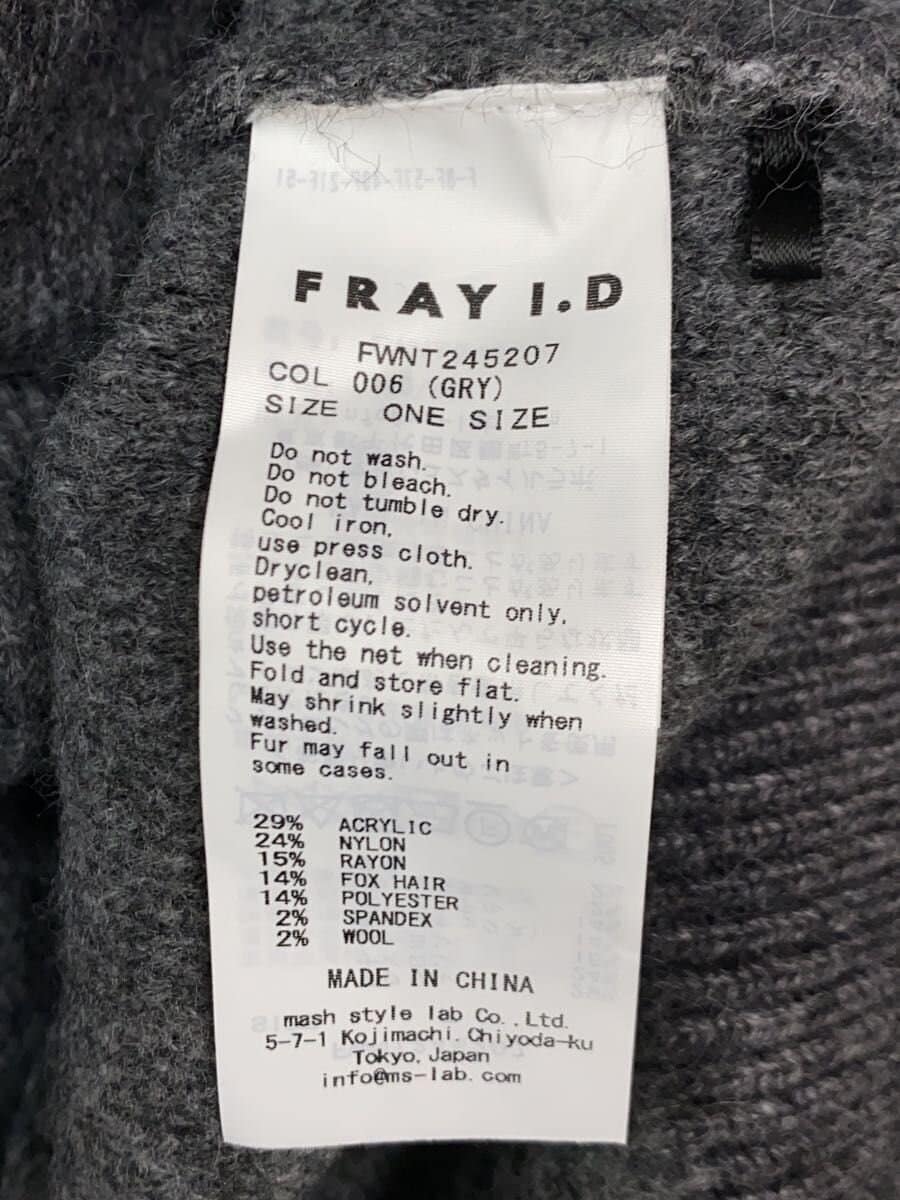 FRAY I.D
FWNT245207
COL 006 (GRY)
SIZE ONE SIZE
Do not wash.
Do not bleach.
Do not tumble dry.
Cool iron,
use press cloth.
Dryclean,
petroleum solvent only,
short cycle.
Use the net when cleaning.
Fold and store flat.
May shrink slightly when
washed.
Fur may fall out in
some cases.
29% ACRYLIC
24% NYLON
15% RAYON
14% FOX HAIR
14% POLYESTER
2% SPANDEX
2% WOOL
MADE IN CHINA
mash style lab Co.,Ltd.
5-7-1 Kojimachi, Chiyoda-ku
Tokyo, Japan
info@ms-lab.com